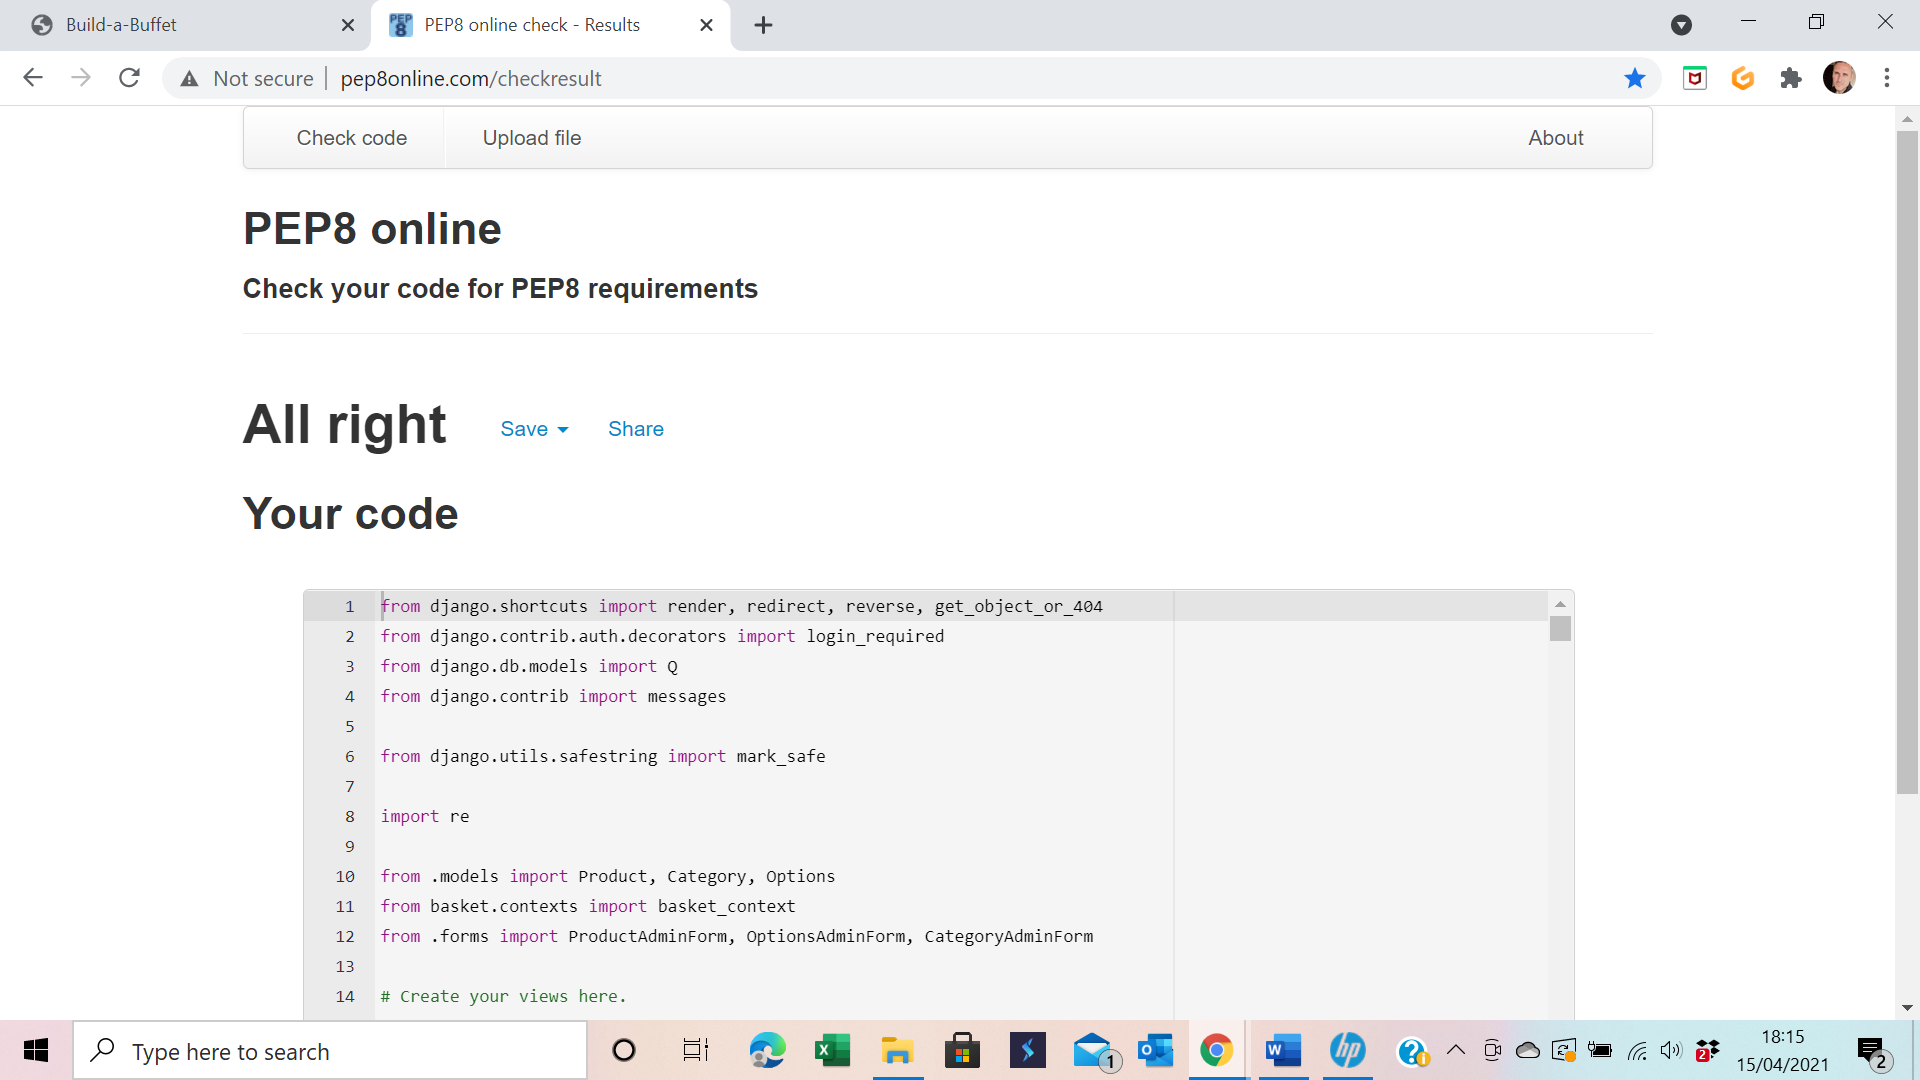 Build-a-Buffet
PEP8 online check - Results
Not secure pep8online.com/checkresult
Check code Upload file About
PEP8 online
Check your code for PEP8 requirements
All right Save Share
Your code
1 from django.shortcuts import render, redirect, reverse, get_object_or_404
2 from django.contrib.auth.decorators import login_required
3 from django.db.models import Q
4 from django.contrib import messages
5
6 from django.utils.safestring import mark_safe
7
8 import re
9
10 from .models import Product, Category, Options
11 from basket.contexts import basket_context
12 from .forms import ProductAdminForm, OptionsAdminForm, CategoryAdminForm
13
14 # Create your views here.
Type here to search
1
2
18:15
15/04/2021
2